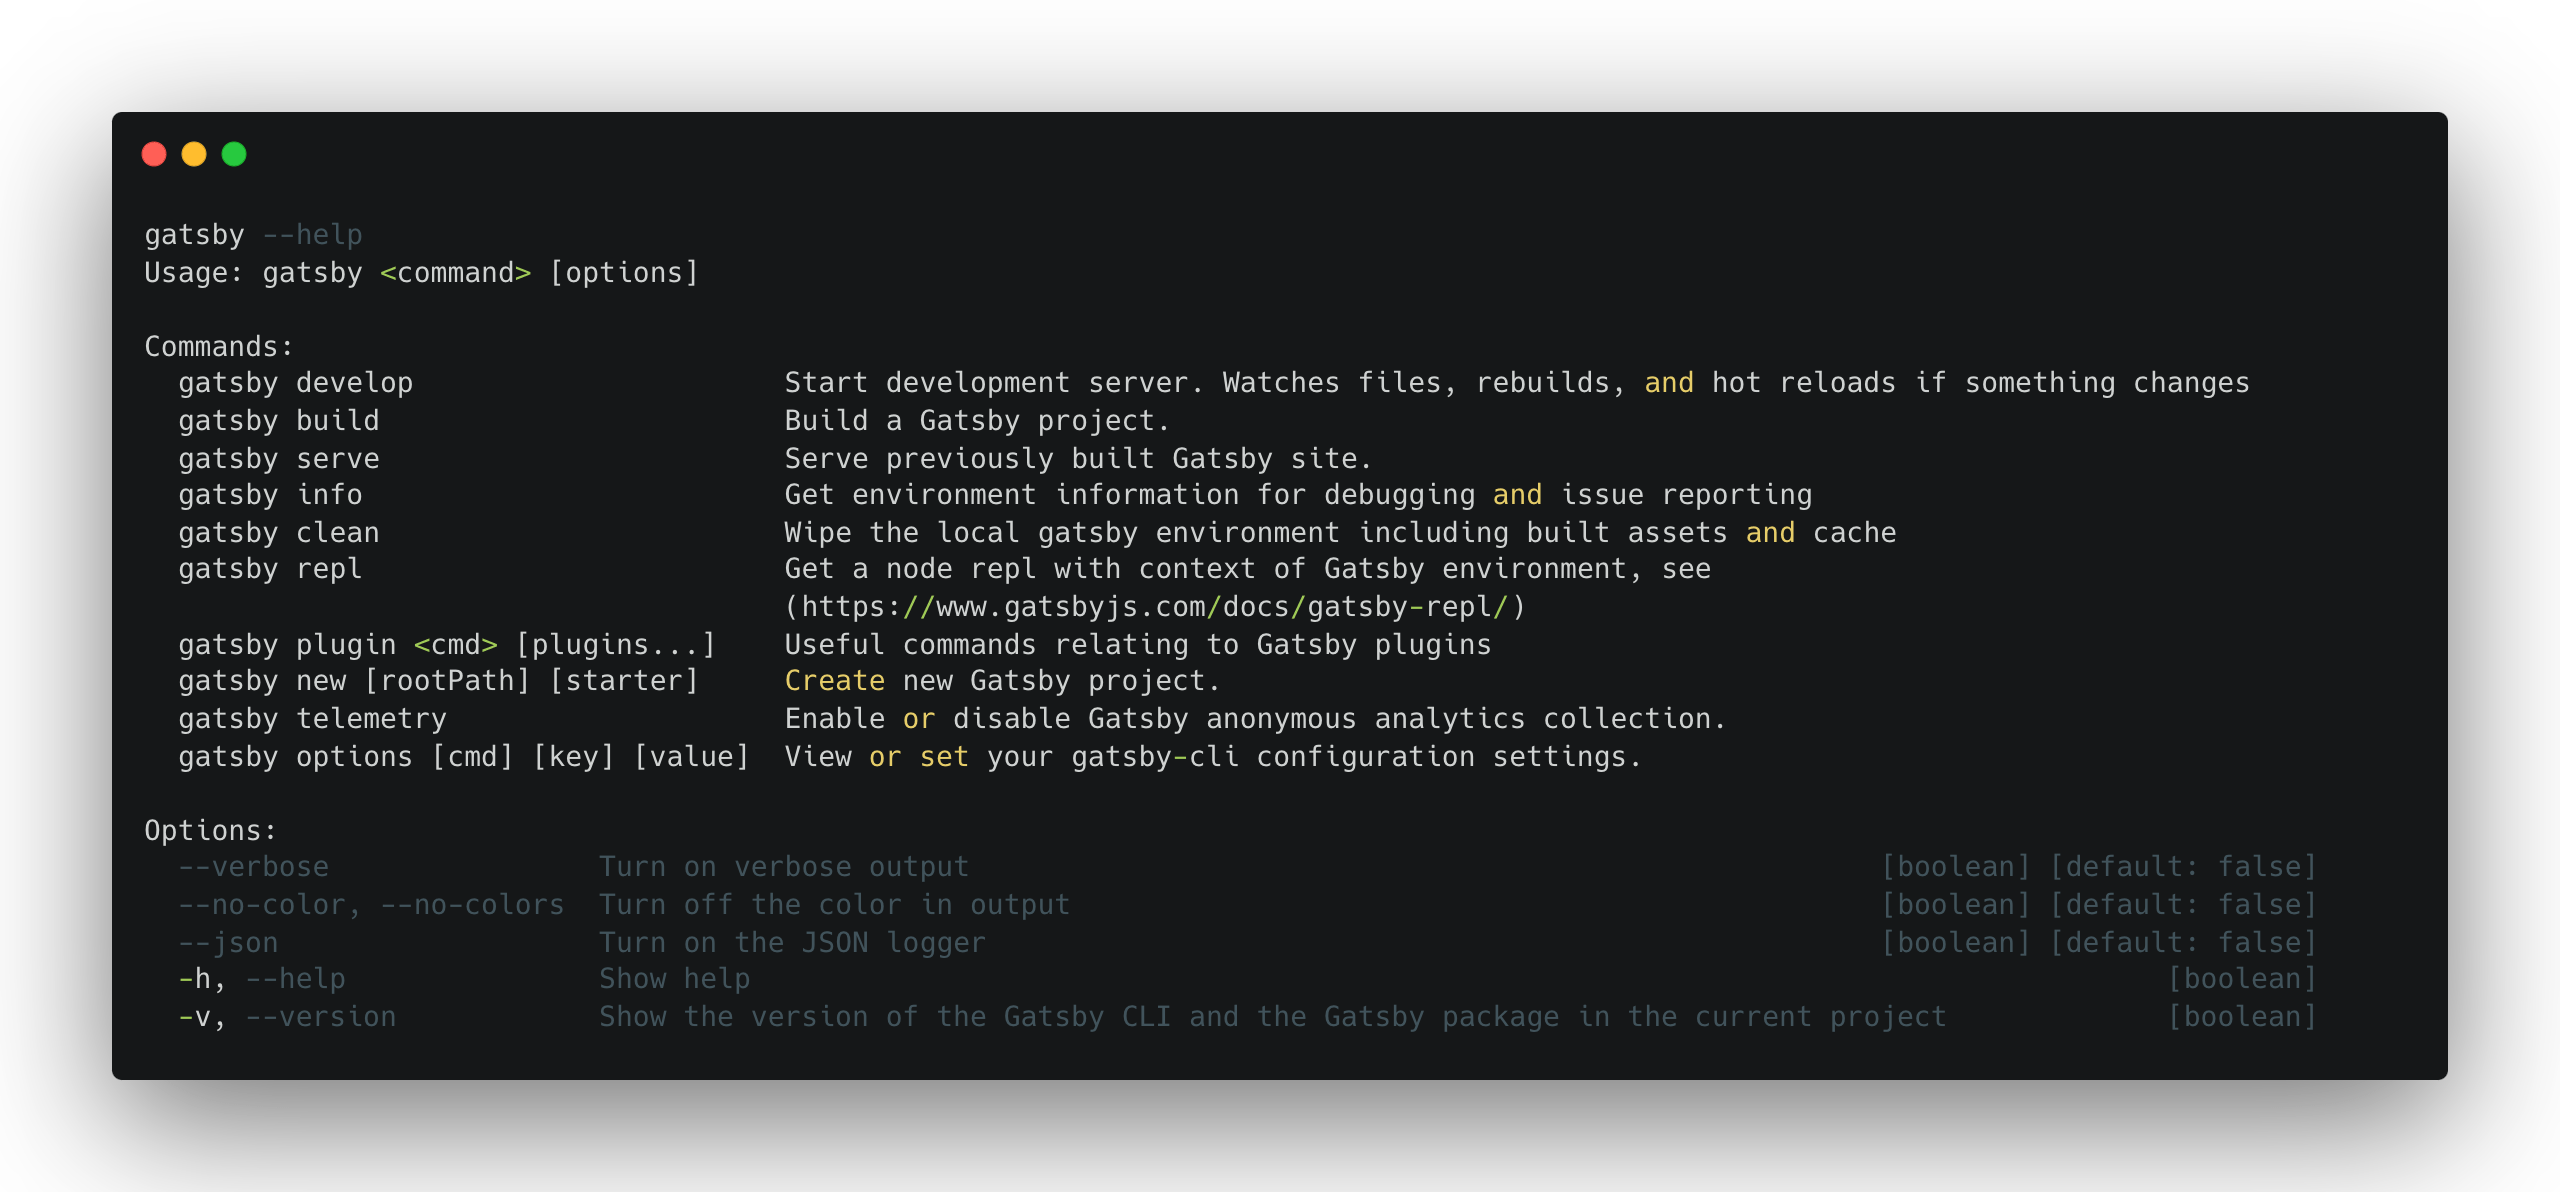 gatsby --help
Usage: gatsby <command> [options]

Commands:
  gatsby develop                      Start development server. Watches files, rebuilds, and hot reloads if something changes
  gatsby build                        Build a Gatsby project.
  gatsby serve                        Serve previously built Gatsby site.
  gatsby info                         Get environment information for debugging and issue reporting
  gatsby clean                        Wipe the local gatsby environment including built assets and cache
  gatsby repl                         Get a node repl with context of Gatsby environment, see
                                      (https://www.gatsbyjs.com/docs/gatsby-repl/)
  gatsby plugin <cmd> [plugins...]    Useful commands relating to Gatsby plugins
  gatsby new [rootPath] [starter]     Create new Gatsby project.
  gatsby telemetry                    Enable or disable Gatsby anonymous analytics collection.
  gatsby options [cmd] [key] [value]  View or set your gatsby-cli configuration settings.

Options:
  --verbose                Turn on verbose output                                                      [boolean] [default: false]
  --no-color, --no-colors  Turn off the color in output                                                [boolean] [default: false]
  --json                   Turn on the JSON logger                                                     [boolean] [default: false]
  -h, --help               Show help                                                                                    [boolean]
  -v, --version            Show the version of the Gatsby CLI and the Gatsby package in the current project             [boolean]